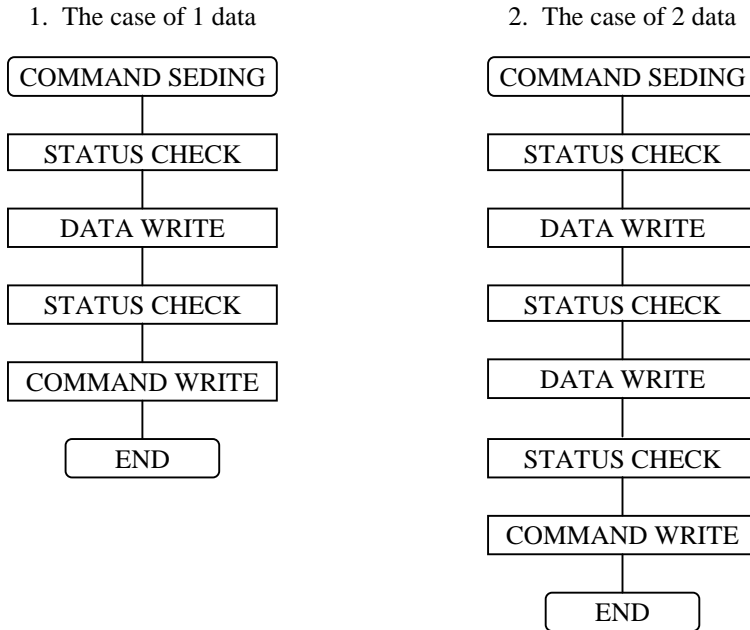 1. The case of 1 data
COMMAND SEDING
STATUS CHECK
DATA WRITE
STATUS CHECK
COMMAND WRITE
END
2. The case of 2 data
COMMAND SEDING
STATUS CHECK
DATA WRITE
STATUS CHECK
DATA WRITE
STATUS CHECK
COMMAND WRITE
END